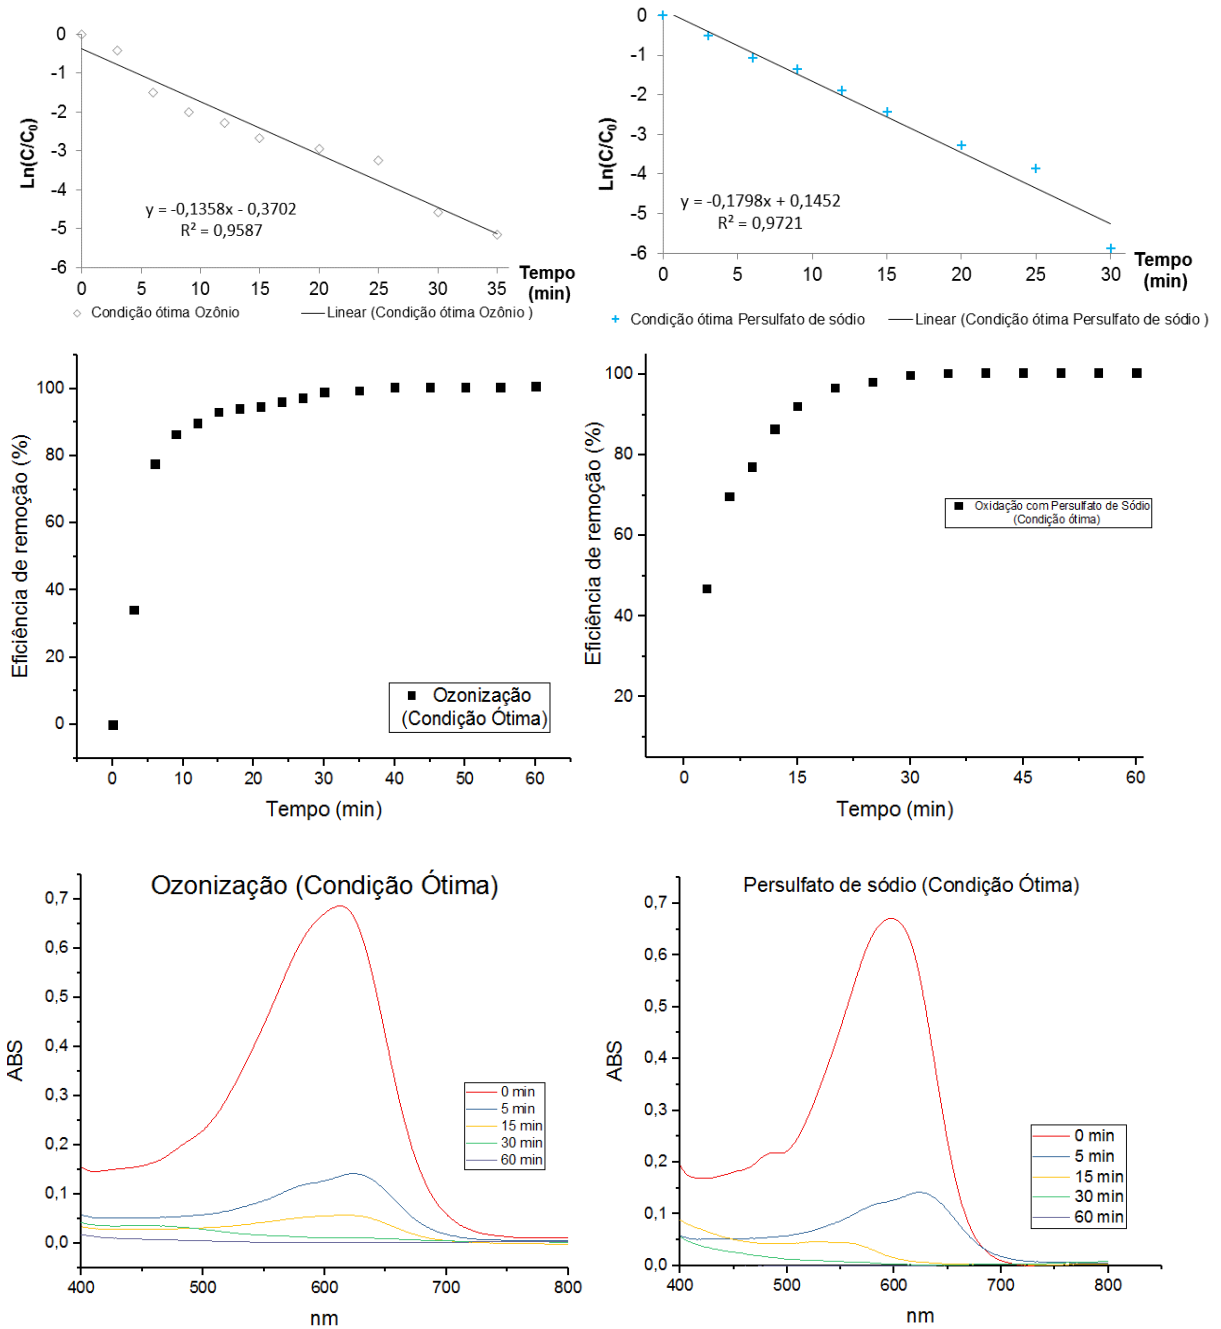 0
-1
-2
-3
-4
-5
-6
Ln(C/C₀)
y = -0,1358x - 0,3702
R² = 0,9587
0 5 10 15 20 25 30 35
Tempo
(min)
Condição ótima Ozônio
Linear (Condição ótima Ozônio )
0
-1
-2
-3
-4
-5
-6
Ln(C/C₀)
y = -0,1798x + 0,1452
R² = 0,9721
0 5 10 15 20 25 30
Tempo
(min)
Condição ótima Persulfato de sódio
Linear (Condição ótima Persulfato de sódio )
100
80
60
40
20
0
Eficiência de remoção (%)
Ozonização
(Condição Ótima)
0 10 20 30 40 50 60
Tempo (min)
100
80
60
40
20
Eficiência de remoção (%)
Oxidação com Persulfato de Sódio
(Condição ótima)
0 15 30 45 60
Tempo (min)
Ozonização (Condição Ótima)
0,7
0,6
0,5
0,4
0,3
0,2
0,1
0,0
ABS
0 min
5 min
15 min
30 min
60 min
400 500 600 700 800
nm
Persulfato de sódio (Condição Ótima)
0,7
0,6
0,5
0,4
0,3
0,2
0,1
0,0
ABS
0 min
5 min
15 min
30 min
60 min
400 500 600 700 800
nm